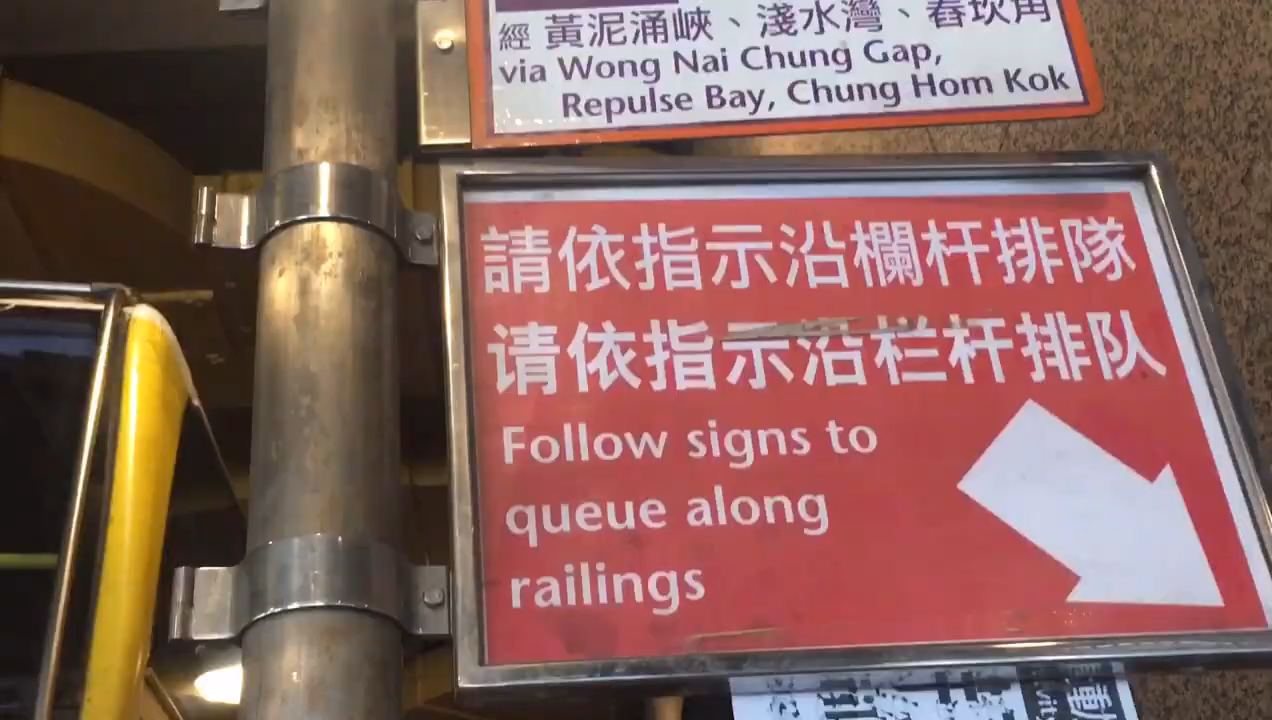 經 黃泥涌峽、淺水灣、舂坎角
via Wong Nai Chung Gap,
Repulse Bay, Chung Hom Kok
請依指示沿欄杆排隊
请依指示沿栏杆排队
Follow signs to
queue along
railings
動